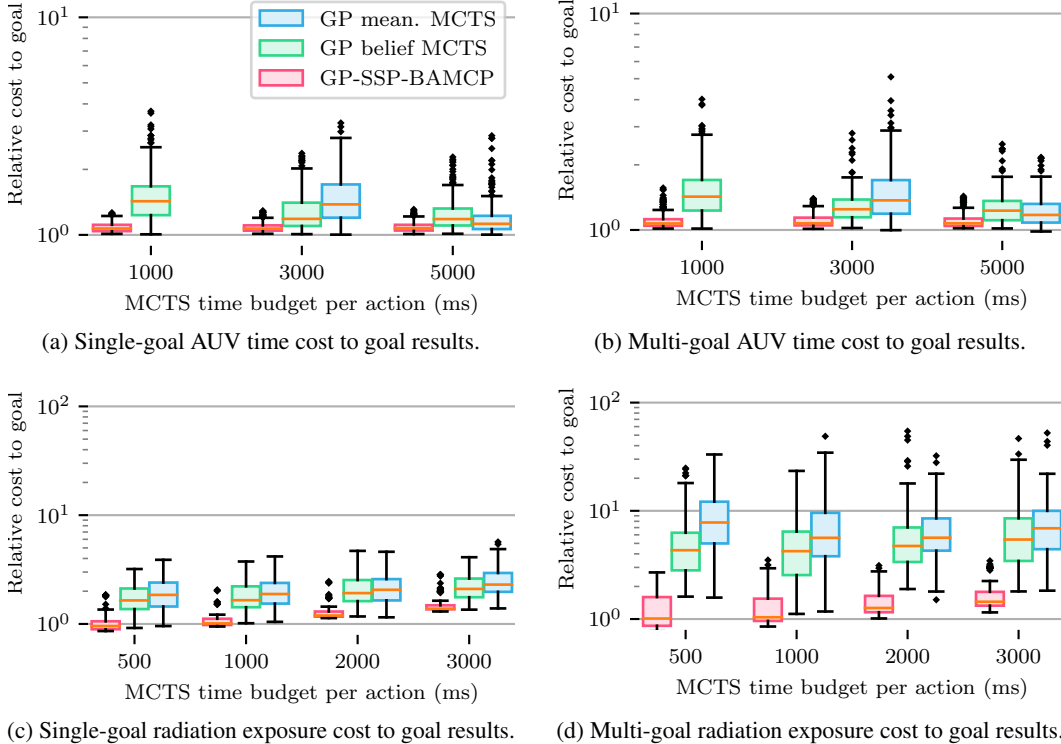 Relative cost to goal
10¹
10⁰
GP mean. MCTS
GP belief MCTS
GP-SSP-BAMCP
1000
3000
5000
MCTS time budget per action (ms)
(a) Single-goal AUV time cost to goal results.
Relative cost to goal
10¹
10⁰
1000
3000
5000
MCTS time budget per action (ms)
(b) Multi-goal AUV time cost to goal results.
Relative cost to goal
10²
10¹
10⁰
500
1000
2000
3000
MCTS time budget per action (ms)
(c) Single-goal radiation exposure cost to goal results.
Relative cost to goal
10²
10¹
10⁰
500
1000
2000
3000
MCTS time budget per action (ms)
(d) Multi-goal radiation exposure cost to goal results.